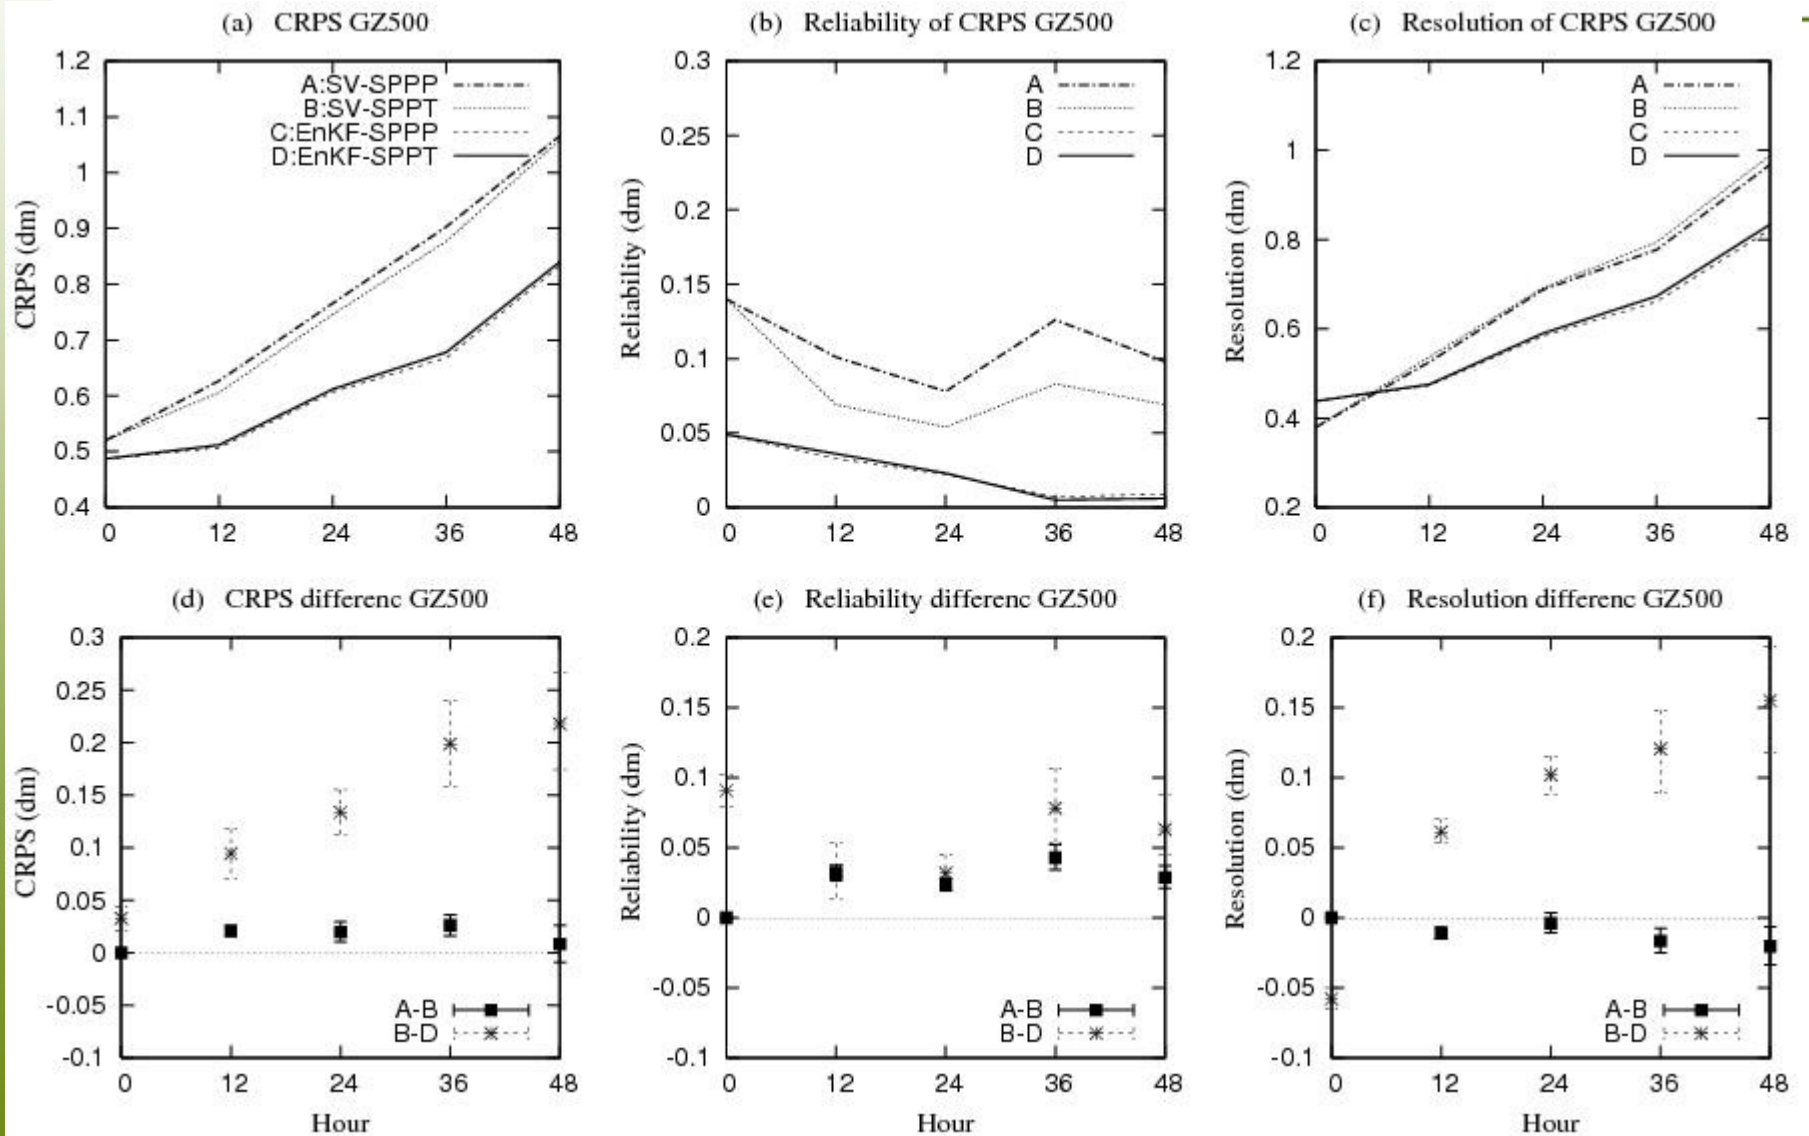 (a) CRPS GZ500
1.2
1.1
1
0.9
0.8
0.7
0.6
0.5
0.4
CRPS (dm)
A:SV-SPPP
B:SV-SPPT
C:EnKF-SPPP
D:EnKF-SPPT
0 12 24 36 48
(b) Reliability of CRPS GZ500
0.3
0.25
0.2
0.15
0.1
0.05
0
Reliability (dm)
A
B
C
D
0 12 24 36 48
(c) Resolution of CRPS GZ500
1.2
1
0.8
0.6
0.4
0.2
Resolution (dm)
A
B
C
D
0 12 24 36 48
(d) CRPS differenc GZ500
0.3
0.25
0.2
0.15
0.1
0.05
0
-0.05
-0.1
CRPS (dm)
A-B
B-D
0 12 24 36 48
Hour
(e) Reliability differenc GZ500
0.2
0.15
0.1
0.05
0
-0.05
-0.1
Reliability (dm)
A-B
B-D
0 12 24 36 48
Hour
(f) Resolution differenc GZ500
0.2
0.15
0.1
0.05
0
-0.05
-0.1
Resolution (dm)
A-B
B-D
0 12 24 36 48
Hour